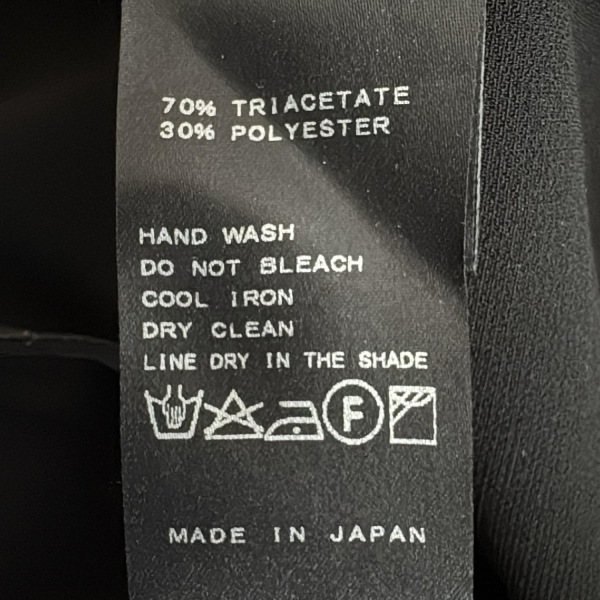 70% TRIACETATE
30% POLYESTER
HAND WASH
DO NOT BLEACH
COOL IRON
DRY CLEAN
LINE DRY IN THE SHADE
F
MADE IN JAPAN